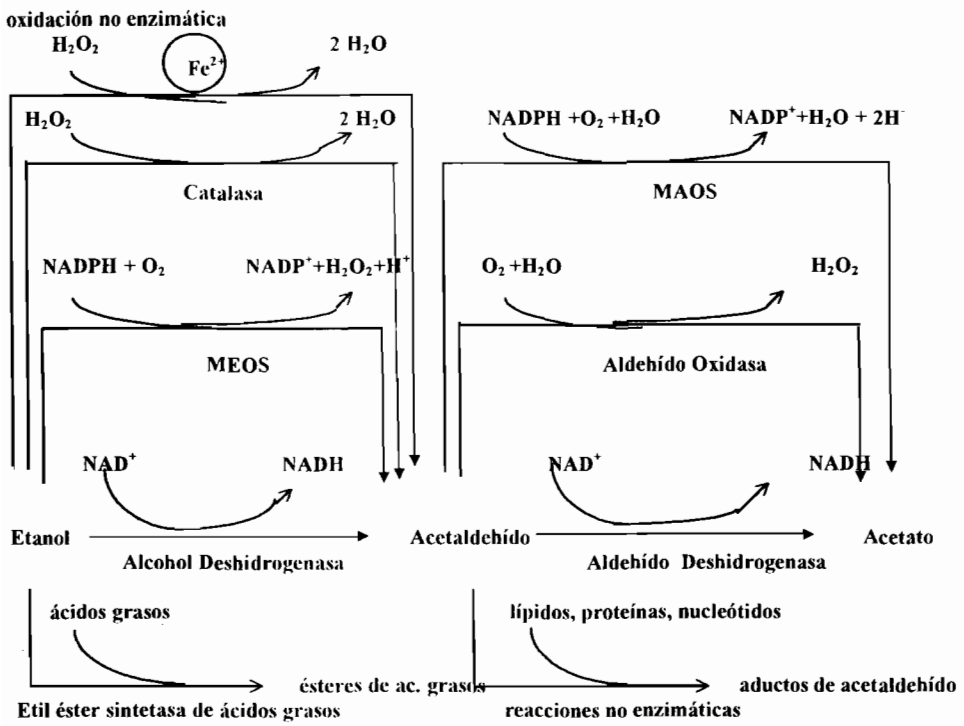 oxidación no enzimática
H₂O₂ Fe²⁺ 2 H₂O
H₂O₂ 2 H₂O
Catalasa
NADPH + O₂ NADP⁺+H₂O₂+H⁺
MEOS
NAD⁺ NADH
Etanol
Alcohol Deshidrogenasa
ácidos grasos
ésteres de ac. grasos
Etil éster sintetasa de ácidos grasos
NADPH +O₂ +H₂O NADP⁺+H₂O + 2H⁻
MAOS
O₂ +H₂O H₂O₂
Aldehído Oxidasa
NAD⁺ NADH
Acetaldehído Acetato
Aldehído Deshidrogenasa
lípidos, proteínas, nucleótidos
aductos de acetaldehído
reacciones no enzimáticas